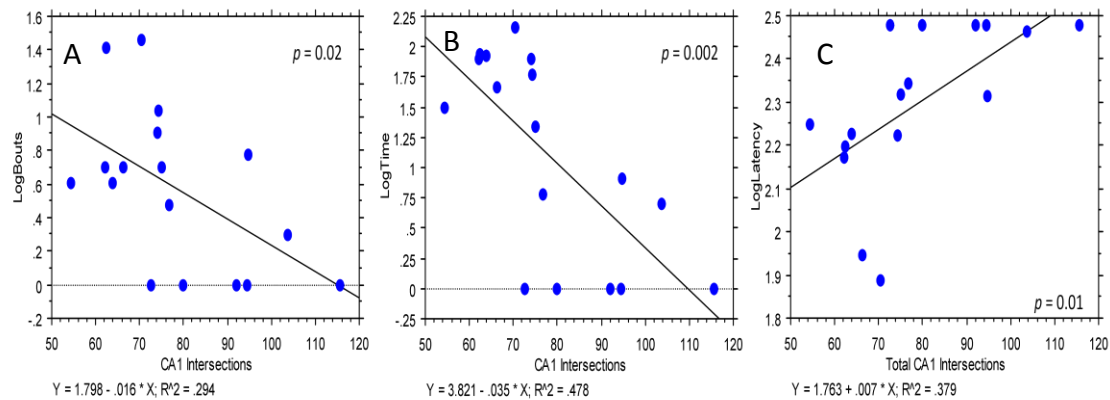 A
p = 0.02
LogBouts
1.6
1.4
1.2
1
.8
.6
.4
.2
0
-.2
50 60 70 80 90 100 110 120
CA1 Intersections
Y = 1.798 - .016 * X; R^2 = .294
B
p = 0.002
LogTime
2.25
2
1.75
1.5
1.25
1
.75
.5
.25
0
-.25
50 60 70 80 90 100 110 120
CA1 Intersections
Y = 3.821 - .035 * X; R^2 = .478
C
p = 0.01
LogLatency
2.5
2.4
2.3
2.2
2.1
2
1.9
1.8
50 60 70 80 90 100 110 120
Total CA1 Intersections
Y = 1.763 + .007 * X; R^2 = .379